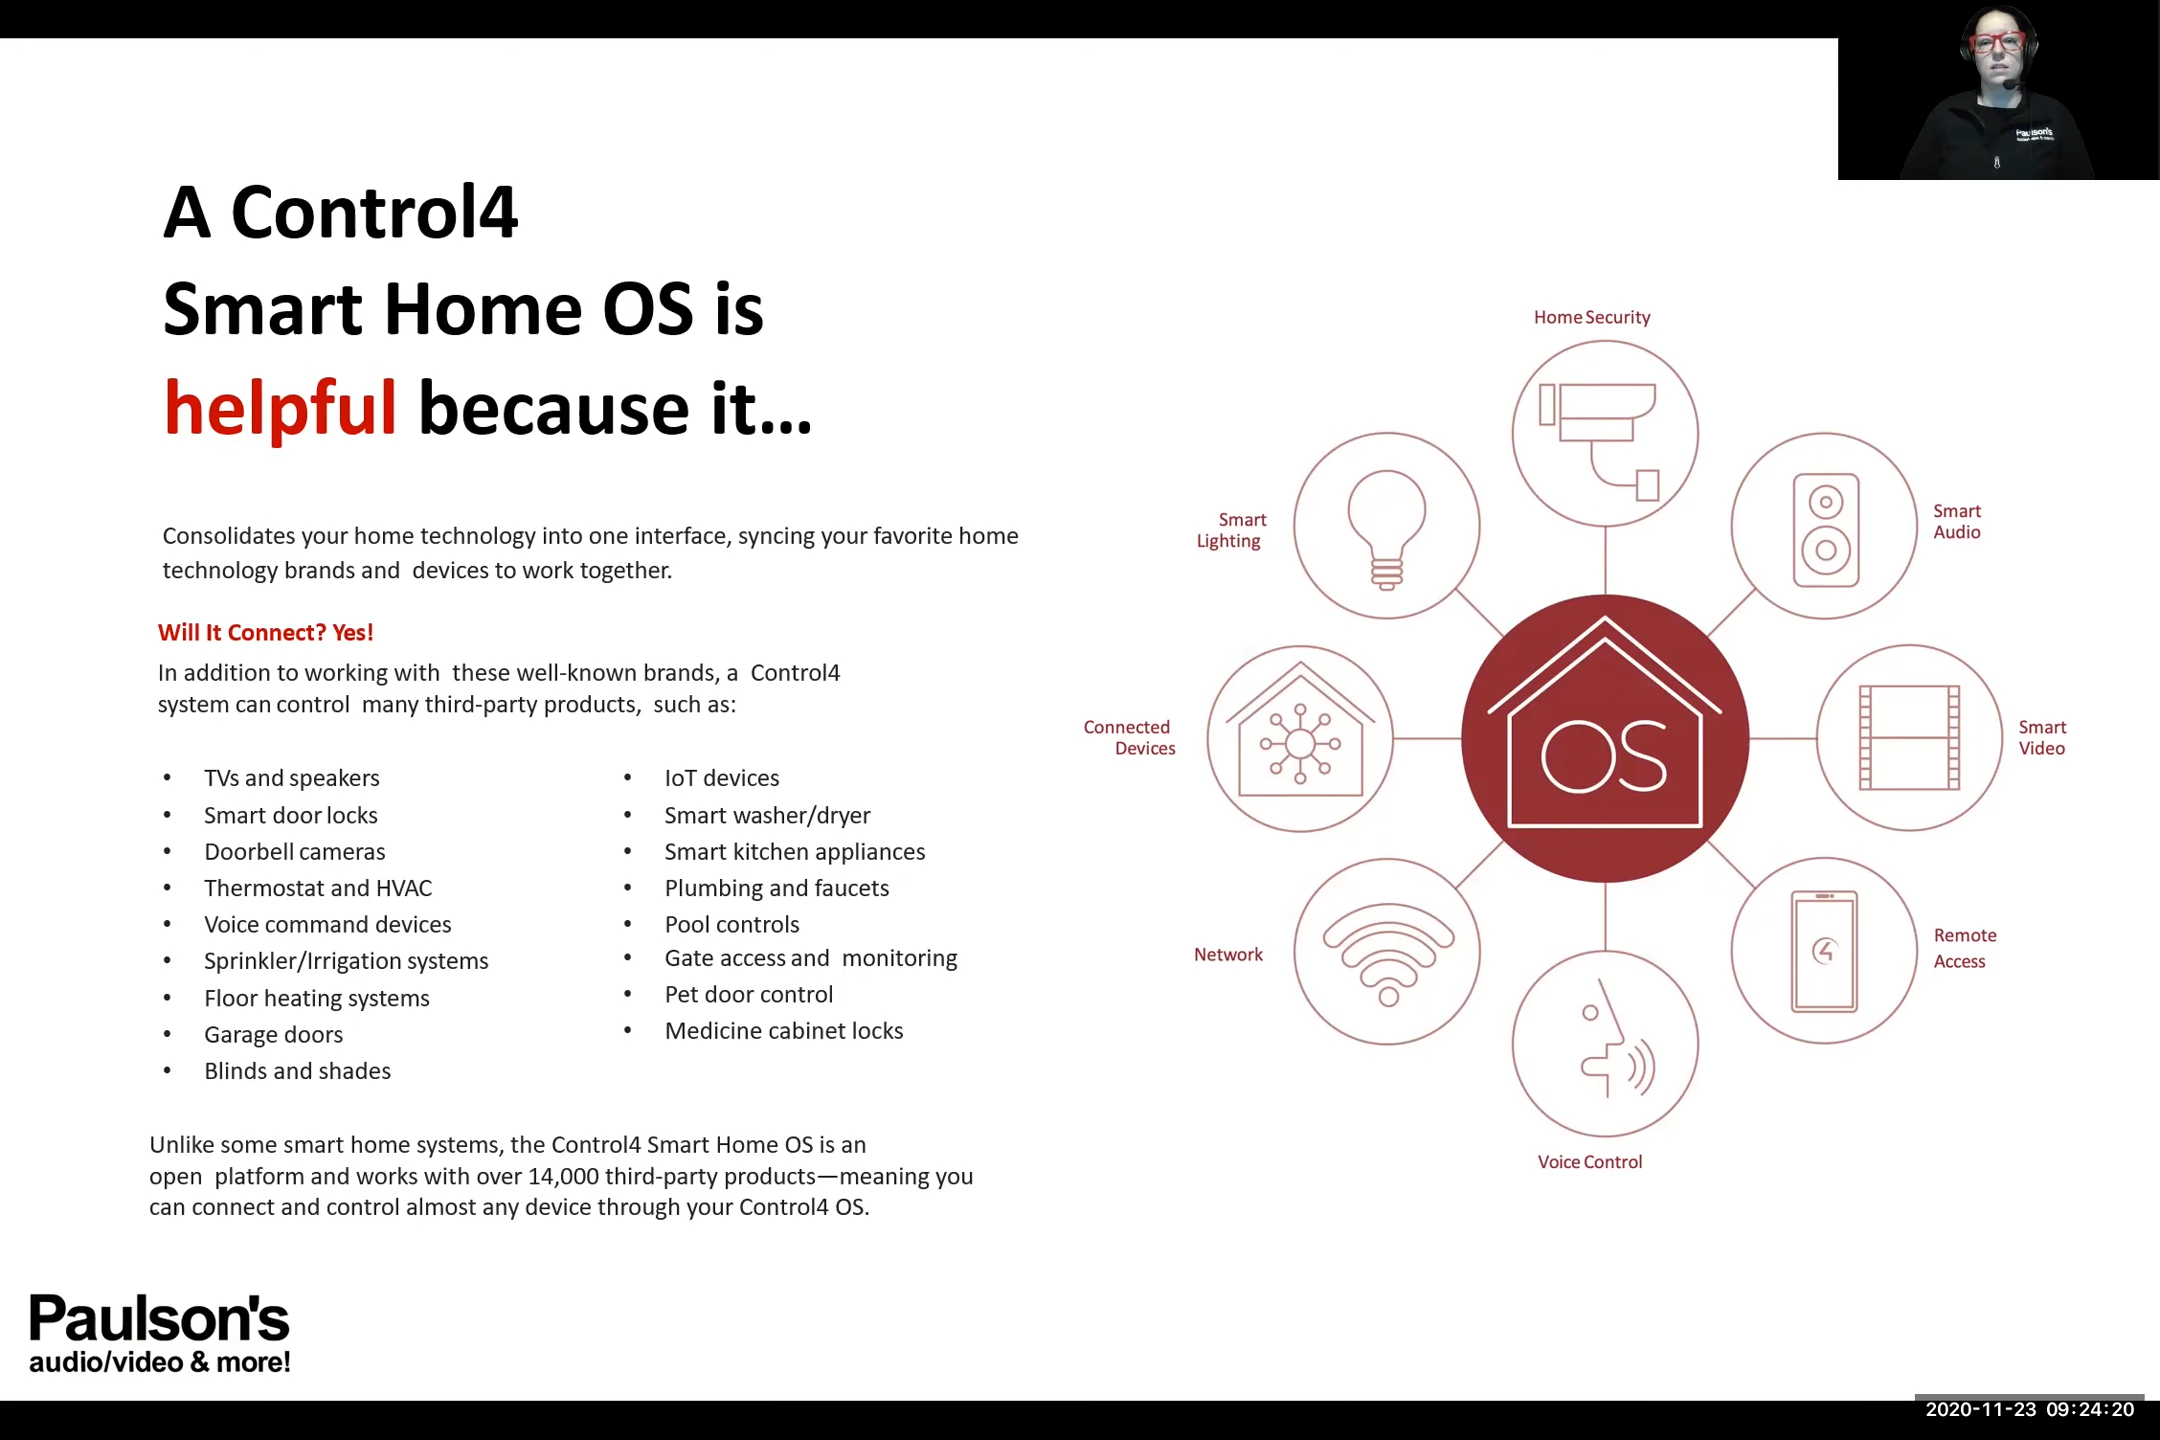 Paulson's
A Control4
Smart Home OS is
helpful because it...
Consolidates your home technology into one interface, syncing your favorite home
technology brands and devices to work together.
Will It Connect? Yes!
In addition to working with these well-known brands, a Control4
system can control many third-party products, such as:
• TVs and speakers
• Smart door locks
• Doorbell cameras
• Thermostat and HVAC
• Voice command devices
• Sprinkler/Irrigation systems
• Floor heating systems
• Garage doors
• Blinds and shades
• IoT devices
• Smart washer/dryer
• Smart kitchen appliances
• Plumbing and faucets
• Pool controls
• Gate access and monitoring
• Pet door control
• Medicine cabinet locks
Unlike some smart home systems, the Control4 Smart Home OS is an
open platform and works with over 14,000 third-party products—meaning you
can connect and control almost any device through your Control4 OS.
Home Security
Smart
Audio
Smart
Video
Remote
Access
4
Voice Control
Network
Connected
Devices
Smart
Lighting
OS
Paulson's
audio/video & more!
2020-11-23 09:24:20